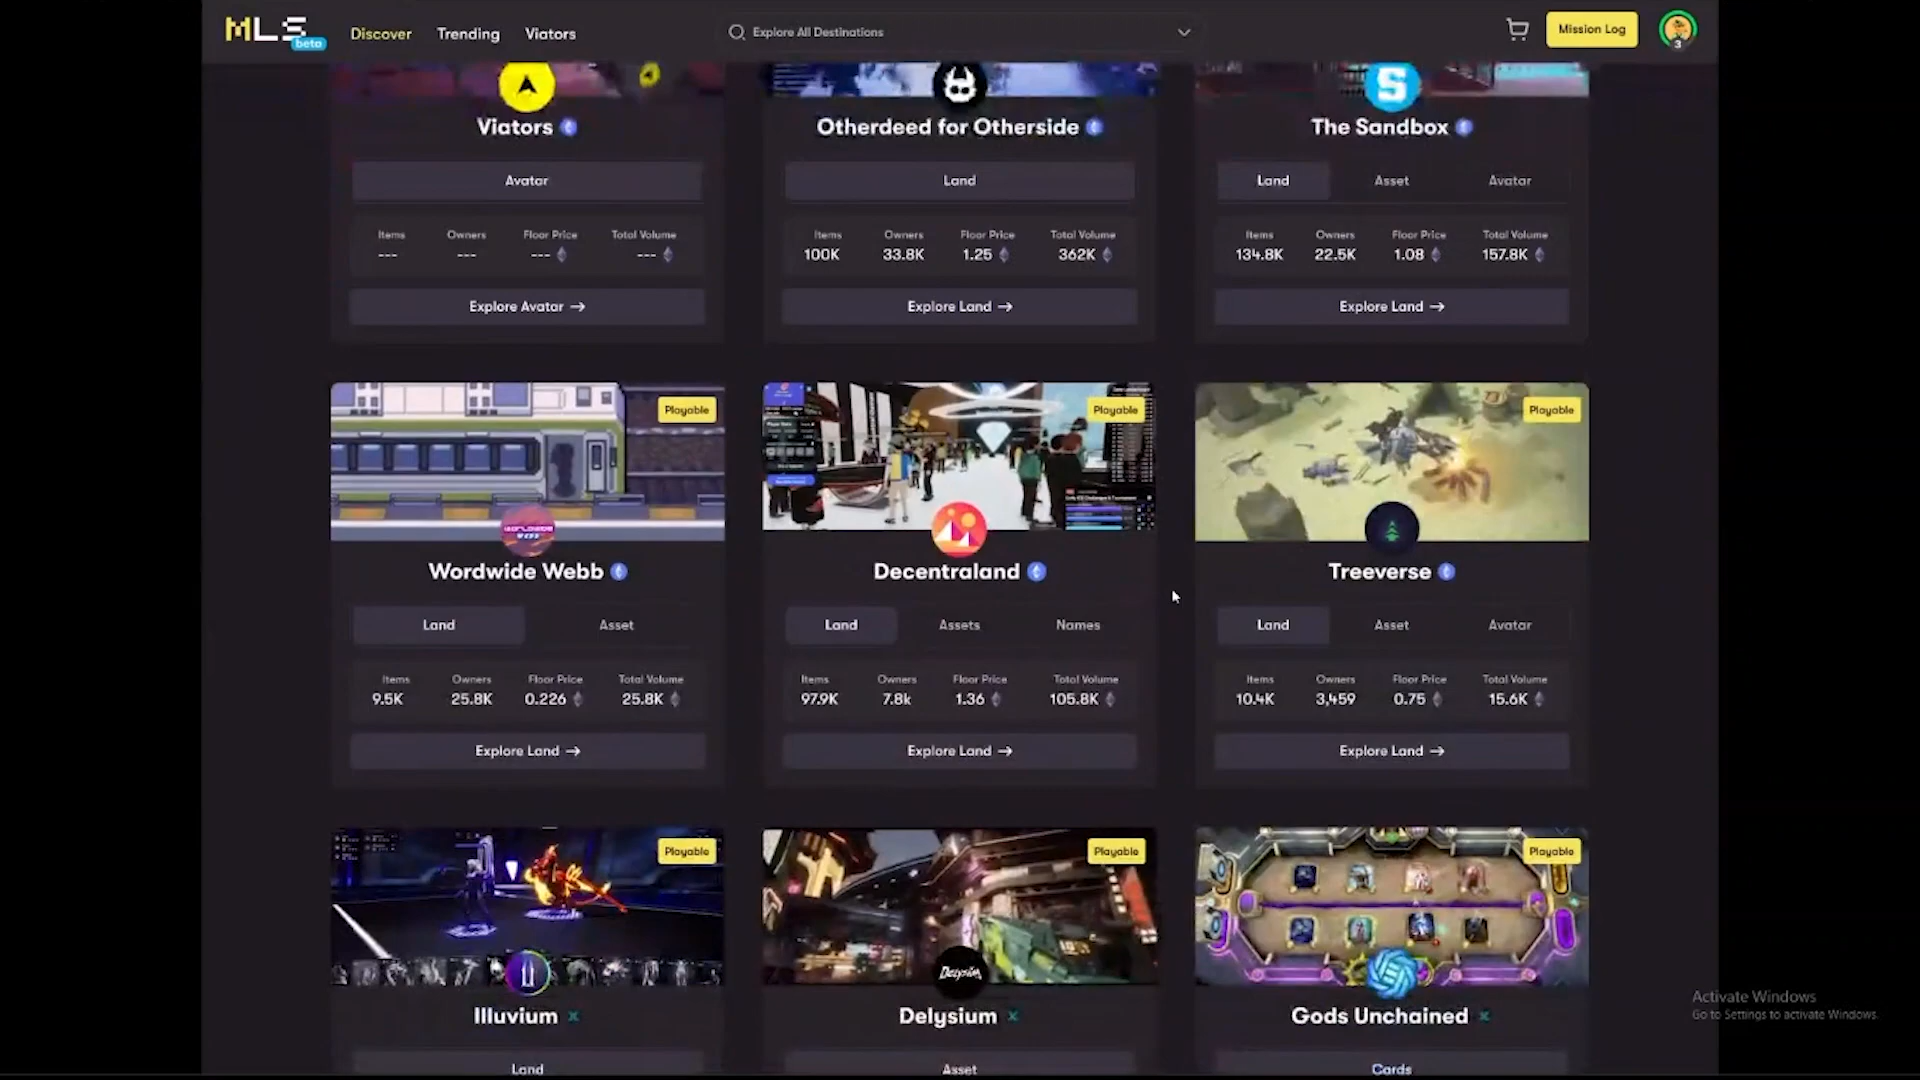 MLS beta Discover Trending Viators Explore All Destinations Mission Log 3
Viators Otherdeed for Otherside The Sandbox
Avatar Land Land Asset Avatar
Items Owners Floor Price Total Volume Items Owners Floor Price Total Volume Items Owners Floor Price Total Volume
--- --- --- --- 100K 33.8K 1.25 362K 134.8K 22.5K 1.08 157.8K
Explore Avatar → Explore Land → Explore Land →
Playable Playable Playable
Wordwide Webb Decentraland Treeverse
Land Asset Land Assets Names Land Asset Avatar
Items Owners Floor Price Total Volume Items Owners Floor Price Total Volume Items Owners Floor Price Total Volume
9.5K 25.8K 0.226 25.8K 97.9K 7.8k 1.36 105.8K 10.4K 3,459 0.75 15.6K
Explore Land → Explore Land → Explore Land →
Playable Playable Playable
Delysium
Illuvium Delysium Gods Unchained
Activate Windows
Go to Settings to activate Windows.
Land Asset Cards